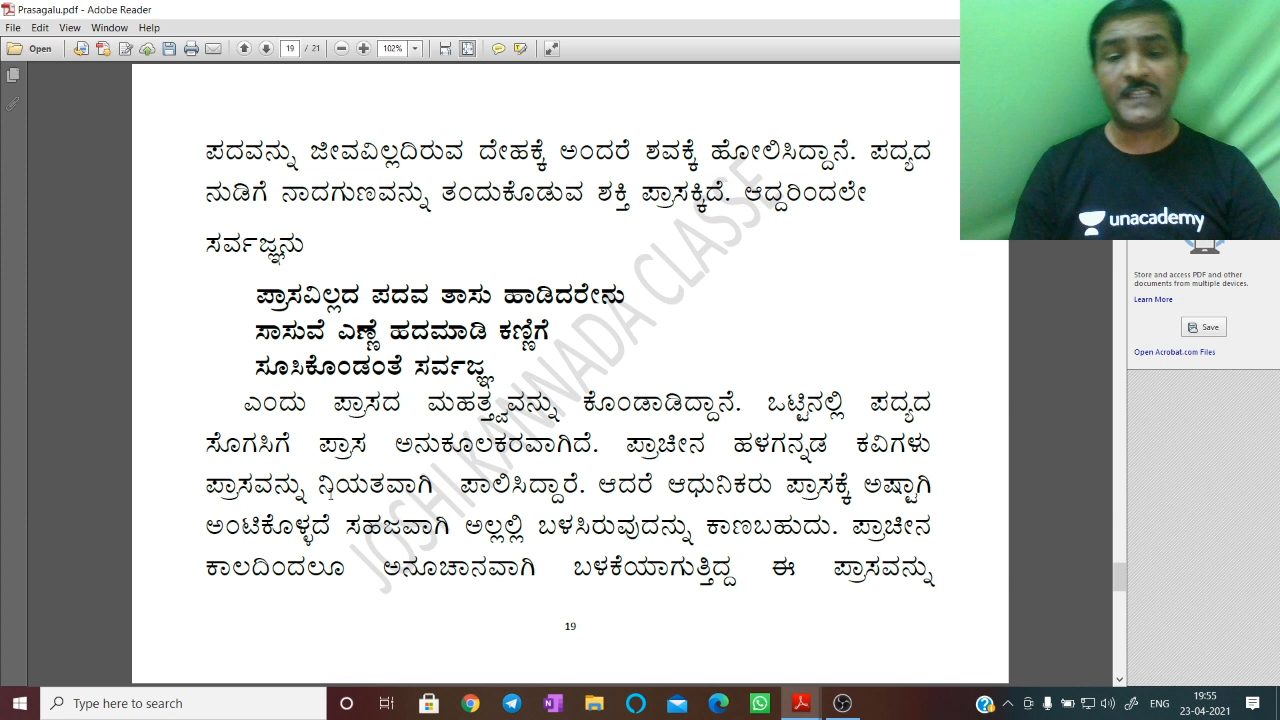 Prasagalu.pdf - Adobe Reader
File Edit View Window Help
Open 19 / 21 102%
ಪದವನ್ನು ಜೀವವಿಲ್ಲದಿರುವ ದೇಹಕ್ಕೆ ಅಂದರೆ ಶವಕ್ಕೆ ಹೋಲಿಸಿದ್ದಾನೆ. ಪದ್ಯದ
ನುಡಿಗೆ ನಾದಗುಣವನ್ನು ತಂದುಕೊಡುವ ಶಕ್ತಿ ಪ್ರಾಸಕ್ಕಿದೆ. ಆದ್ದರಿಂದಲೇ
ಸರ್ವಜ್ಞನು
ಪ್ರಾಸವಿಲ್ಲದ ಪದವ ತಾಸು ಹಾಡಿದರೇನು
ಸಾಸುವೆ ಎಣ್ಣೆ ಹದಮಾಡಿ ಕಣ್ಣಿಗೆ
ಸೂಸಿಕೊಂಡಂತೆ ಸರ್ವಜ್ಞ
ಎಂದು ಪ್ರಾಸದ ಮಹತ್ತ್ವವನ್ನು ಕೊಂಡಾಡಿದ್ದಾನೆ. ಒಟ್ಟಿನಲ್ಲಿ ಪದ್ಯದ
ಸೊಗಸಿಗೆ ಪ್ರಾಸ ಅನುಕೂಲಕರವಾಗಿದೆ. ಪ್ರಾಚೀನ ಹಳಗನ್ನಡ ಕವಿಗಳು
ಪ್ರಾಸವನ್ನು ನಿಯತವಾಗಿ ಪಾಲಿಸಿದ್ದಾರೆ. ಆದರೆ ಆಧುನಿಕರು ಪ್ರಾಸಕ್ಕೆ ಅಷ್ಟಾಗಿ
ಅಂಟಿಕೊಳ್ಳದೆ ಸಹಜವಾಗಿ ಅಲ್ಲಲ್ಲಿ ಬಳಸಿರುವುದನ್ನು ಕಾಣಬಹುದು. ಪ್ರಾಚೀನ
ಕಾಲದಿಂದಲೂ ಅನೂಚಾನವಾಗಿ ಬಳಕೆಯಾಗುತ್ತಿದ್ದ ಈ ಪ್ರಾಸವನ್ನು
19
JOSHI KANNADA CLASSE
unacademy
Store and access PDF and other
documents from multiple devices.
Learn More
Save
Open Acrobat.com Files
Type here to search
ENG
19:55
23-04-2021